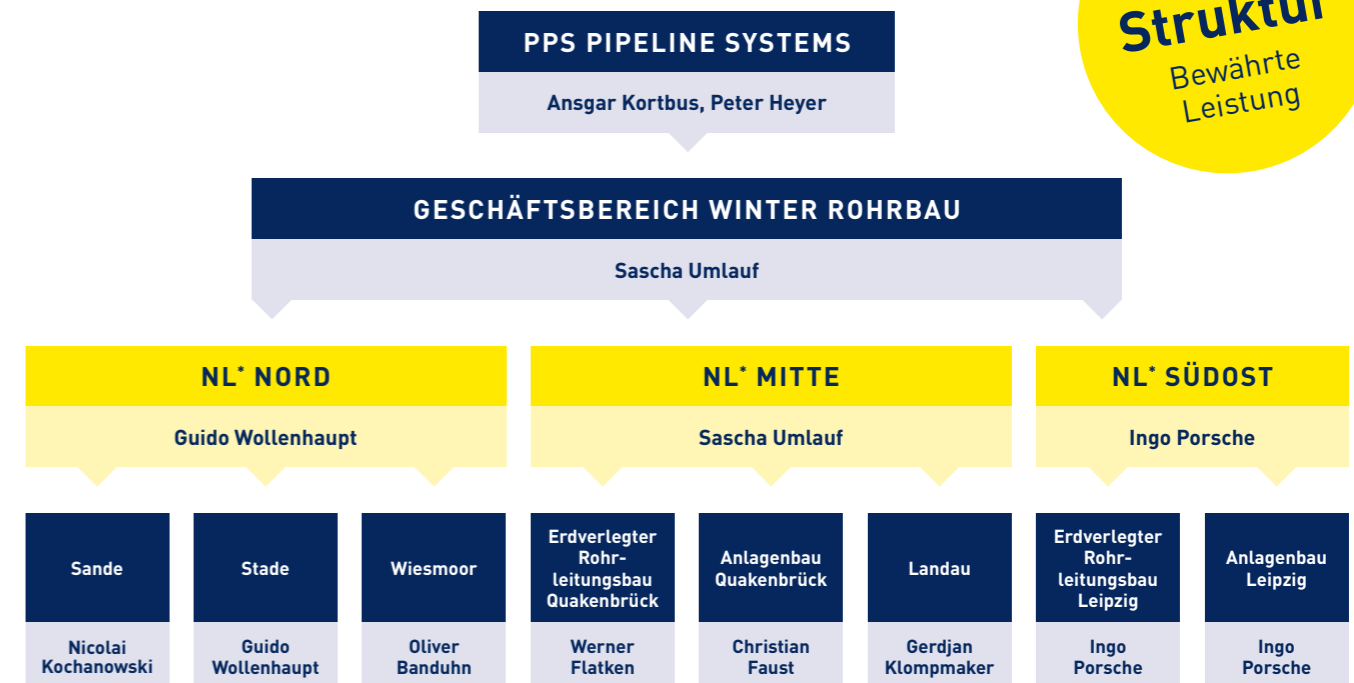 Struktur
Bewährte
Leistung
PPS PIPELINE SYSTEMS
Ansgar Kortbus, Peter Heyer
GESCHÄFTSBEREICH WINTER ROHRBAU
Sascha Umlauf
NL* NORD
Guido Wollenhaupt
NL* MITTE
Sascha Umlauf
NL* SÜDOST
Ingo Porsche
Sande
Nicolai
Kochanowski
Stade
Guido
Wollenhaupt
Wiesmoor
Oliver
Banduhn
Erdverlegter
Rohr-
leitungsbau
Quakenbrück
Werner
Flatken
Anlagenbau
Quakenbrück
Christian
Faust
Landau
Gerdjan
Klompmaker
Erdverlegter
Rohr-
leitungsbau
Leipzig
Ingo
Porsche
Anlagenbau
Leipzig
Ingo
Porsche